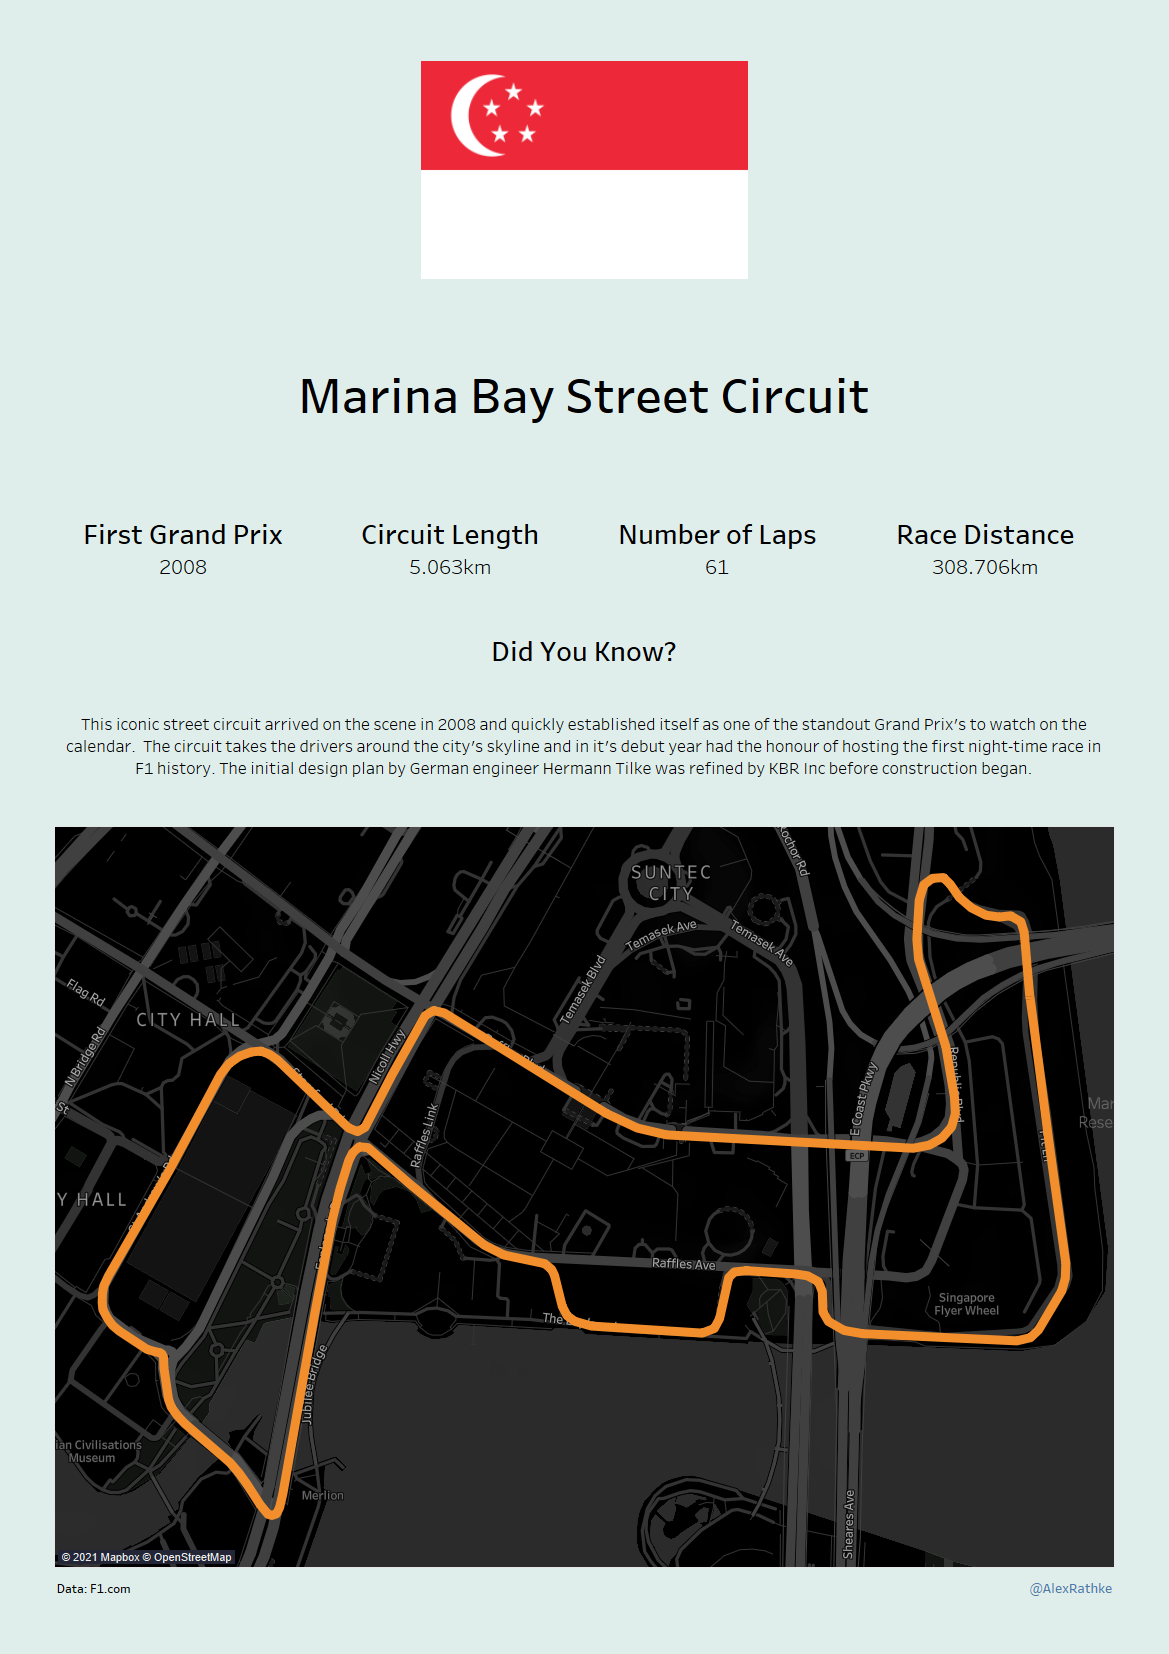 Marina Bay Street Circuit
First Grand Prix
2008
Circuit Length
5.063km
Number of Laps
61
Race Distance
308.706km
Did You Know?
This iconic street circuit arrived on the scene in 2008 and quickly established itself as one of the standout Grand Prix's to watch on the
calendar.  The circuit takes the drivers around the city's skyline and in it's debut year had the honour of hosting the first night-time race in
F1 history. The initial design plan by German engineer Hermann Tilke was refined by KBR Inc before construction began.
Rochor Rd
SUNTEC
CITY
Temasek Ave
Temasek Ave
Temasek Blvd
Flag Rd
CITY HALL
N Bridge Rd
Nicoll Hwy
St
Raffles Link
E Coast Pkwy
Republic Blvd
Mar
Rese
ECP
Pit Ln
Y HALL
Raffles Ave
Singapore
Flyer Wheel
The
Jubilee Bridge
ian Civilisations
Museum
Merlion
Sheares Ave
© 2021 Mapbox © OpenStreetMap
Data: F1.com
@AlexRathke